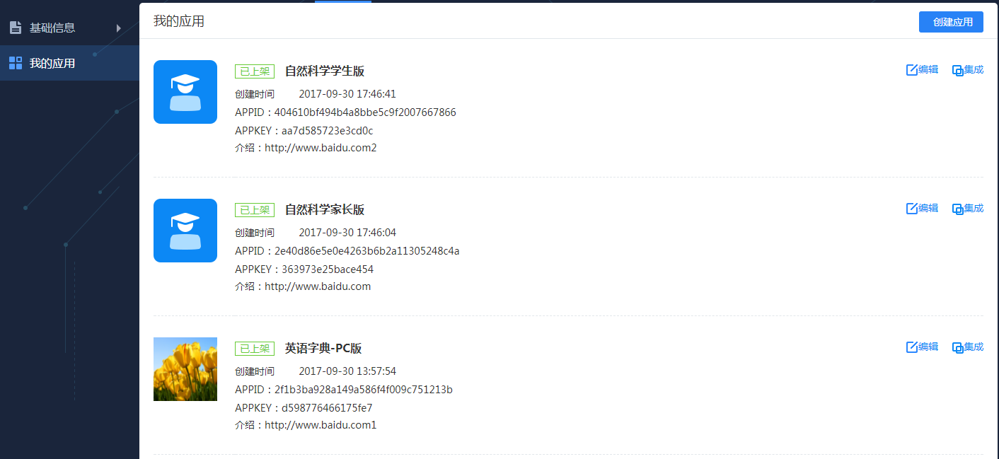 基础信息
我的应用
我的应用
创建应用
已上架 自然科学学生版
编辑 集成
创建时间 2017-09-30 17:46:41
APPID：404610bf494b4a8bbe5c9f2007667866
APPKEY：aa7d585723e3cd0c
介绍：http://www.baidu.com2
已上架 自然科学家长版
编辑 集成
创建时间 2017-09-30 17:46:04
APPID：2e40d86e5e0e4263b6b2a11305248c4a
APPKEY：363973e25bace454
介绍：http://www.baidu.com
已上架 英语字典-PC版
编辑 集成
创建时间 2017-09-30 13:57:54
APPID：2f1b3ba928a149a586f4f009c751213b
APPKEY：d598776466175fe7
介绍：http://www.baidu.com1